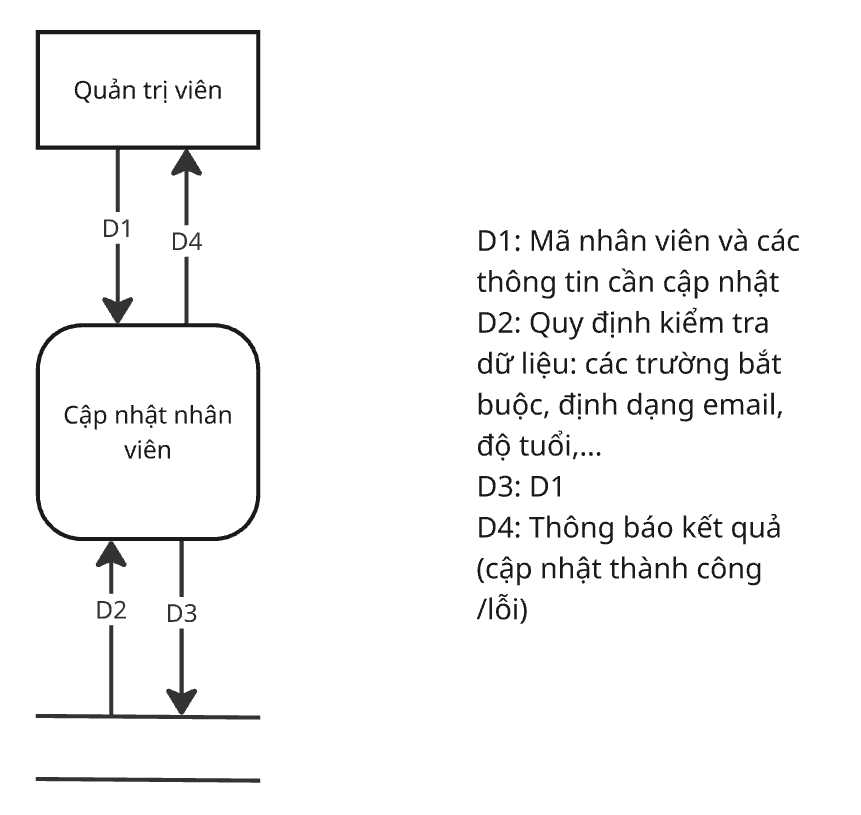 Quản trị viên
D1
D4
Cập nhật nhân
viên
D2
D3
D1: Mã nhân viên và các
thông tin cần cập nhật
D2: Quy định kiểm tra
dữ liệu: các trường bắt
buộc, định dạng email,
độ tuổi,...
D3: D1
D4: Thông báo kết quả
(cập nhật thành công
/lỗi)